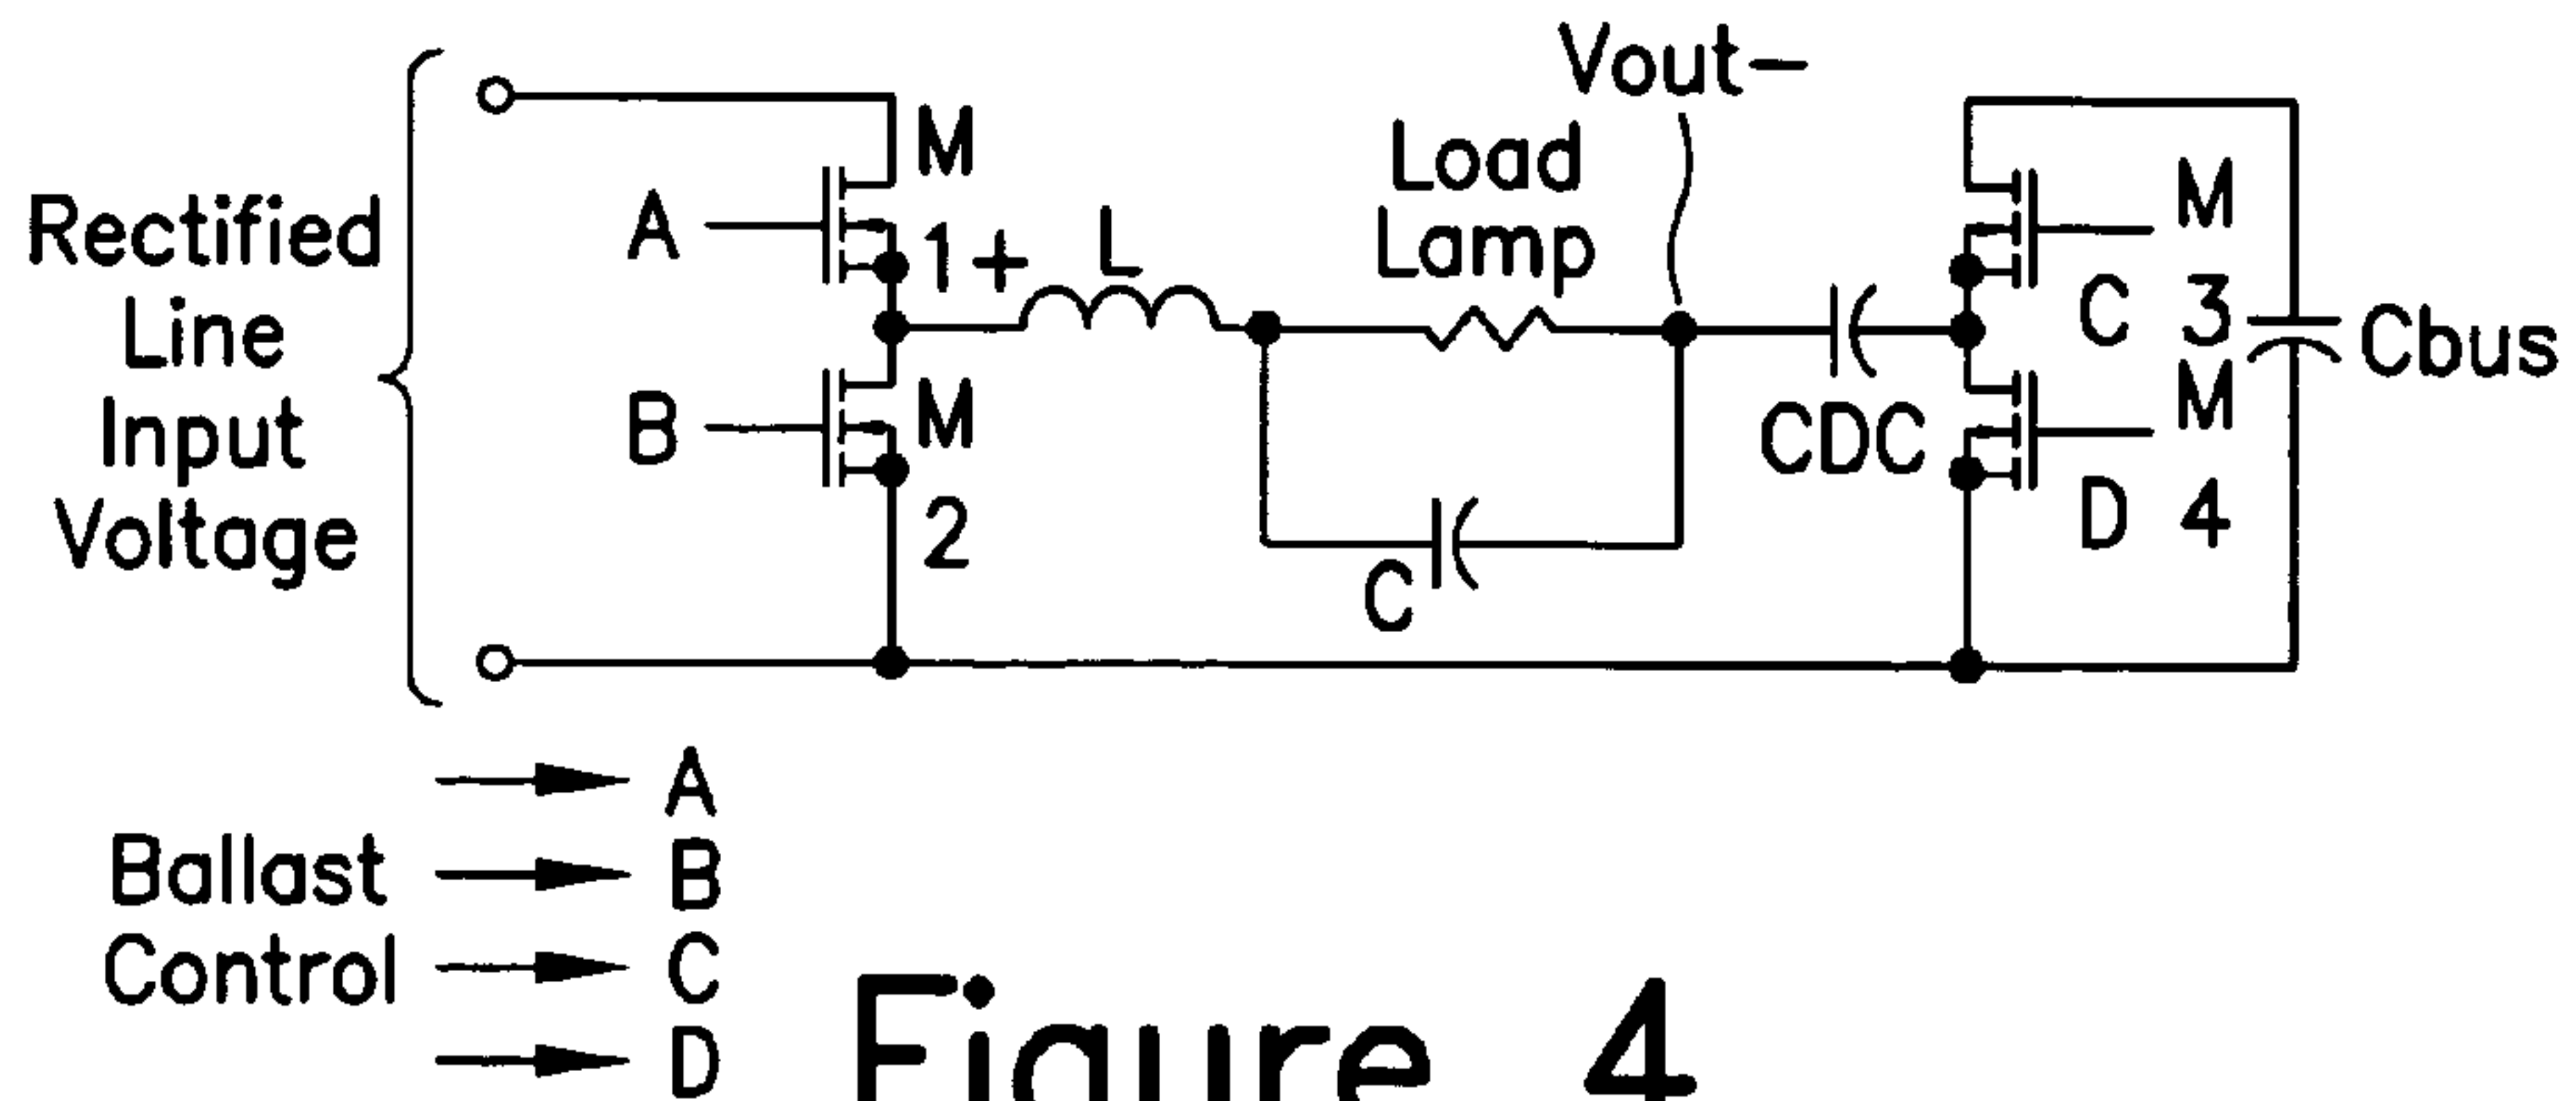 Vout-
Load
Lamp
Rectified
Line
Input
Voltage
A
M
1+
L
B
M
2
C
CDC
M
C 3
M
D 4
Cbus
Ballast
Control
A
B
C
D
Figure 4